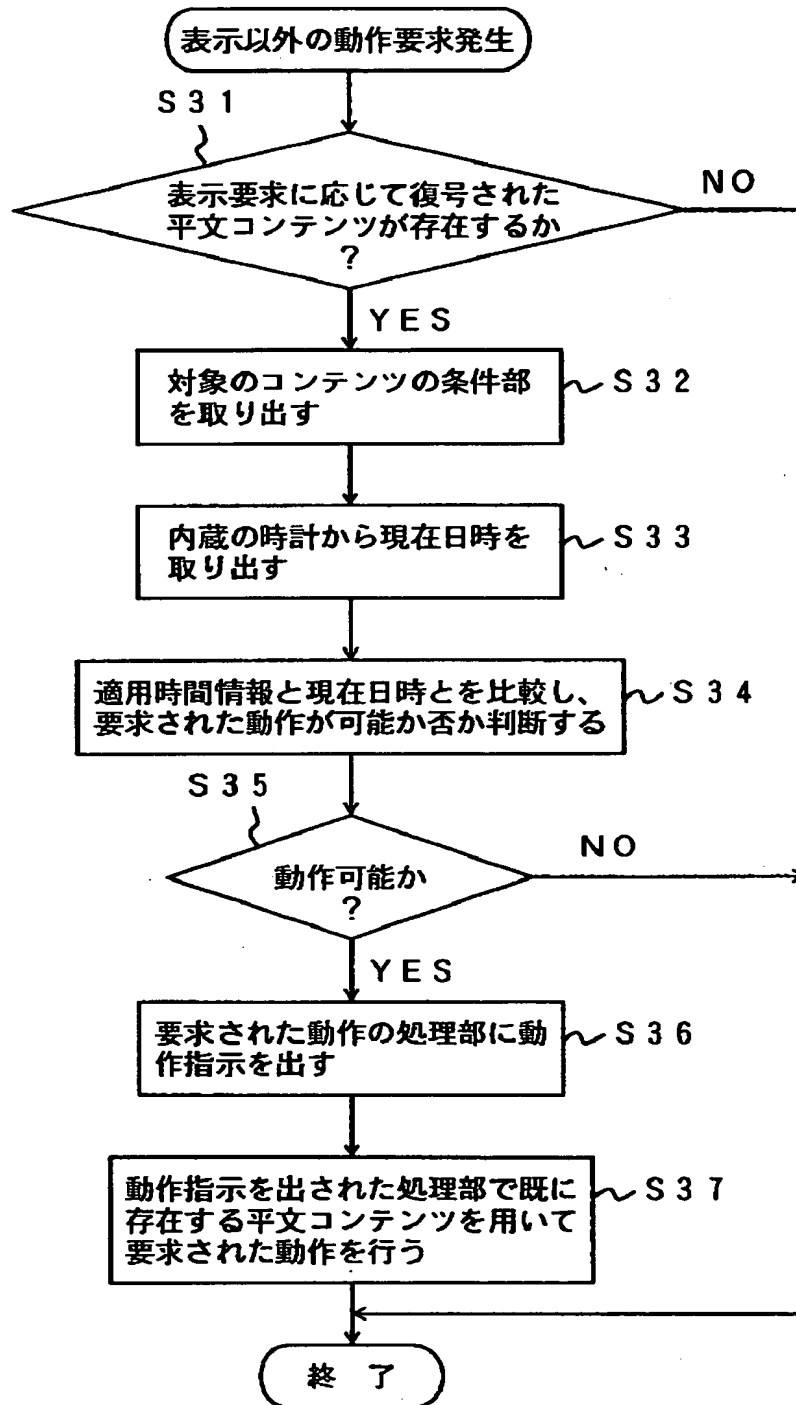 表示以外の動作要求発生
S31
表示要求に応じて復号された
平文コンテンツが存在するか
?
NO
YES
対象のコンテンツの条件部
を取り出す
S32
内蔵の時計から現在日時を
取り出す
S33
適用時間情報と現在日時とを比較し、
要求された動作が可能か否か判断する
S34
S35
動作可能か
?
NO
YES
要求された動作の処理部に動
作指示を出す
S36
動作指示を出された処理部で既に
存在する平文コンテンツを用いて
要求された動作を行う
S37
終 了